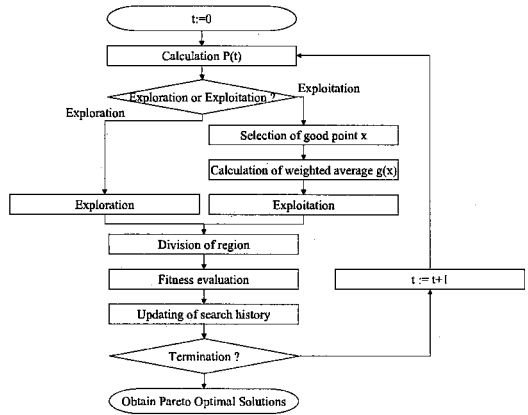 t:=0
Calculation P(t)
Exploration or Exploitation ?
Exploitation
Exploration
Selection of good point x
Calculation of weighted average g(x)
Exploration
Exploitation
Division of region
Fitness evaluation
t := t+1
Updating of search history
Termination ?
Obtain Pareto Optimal Solutions